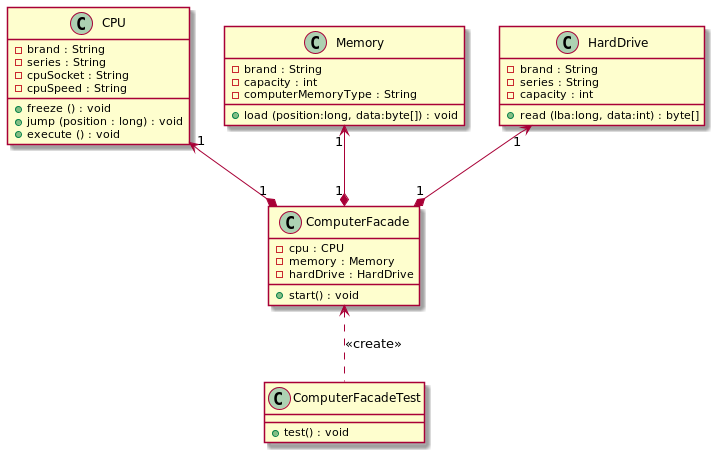 C CPU
brand : String
series : String
cpuSocket : String
cpuSpeed : String
freeze () : void
jump (position : long) : void
execute () : void
C Memory
brand : String
capacity : int
computerMemoryType : String
load (position:long, data:byte[]) : void
C HardDrive
brand : String
series : String
capacity : int
read (lba:long, data:int) : byte[]
1
1
1
1
1
1
C ComputerFacade
cpu : CPU
memory : Memory
hardDrive : HardDrive
start() : void
«create»
C ComputerFacadeTest
test() : void